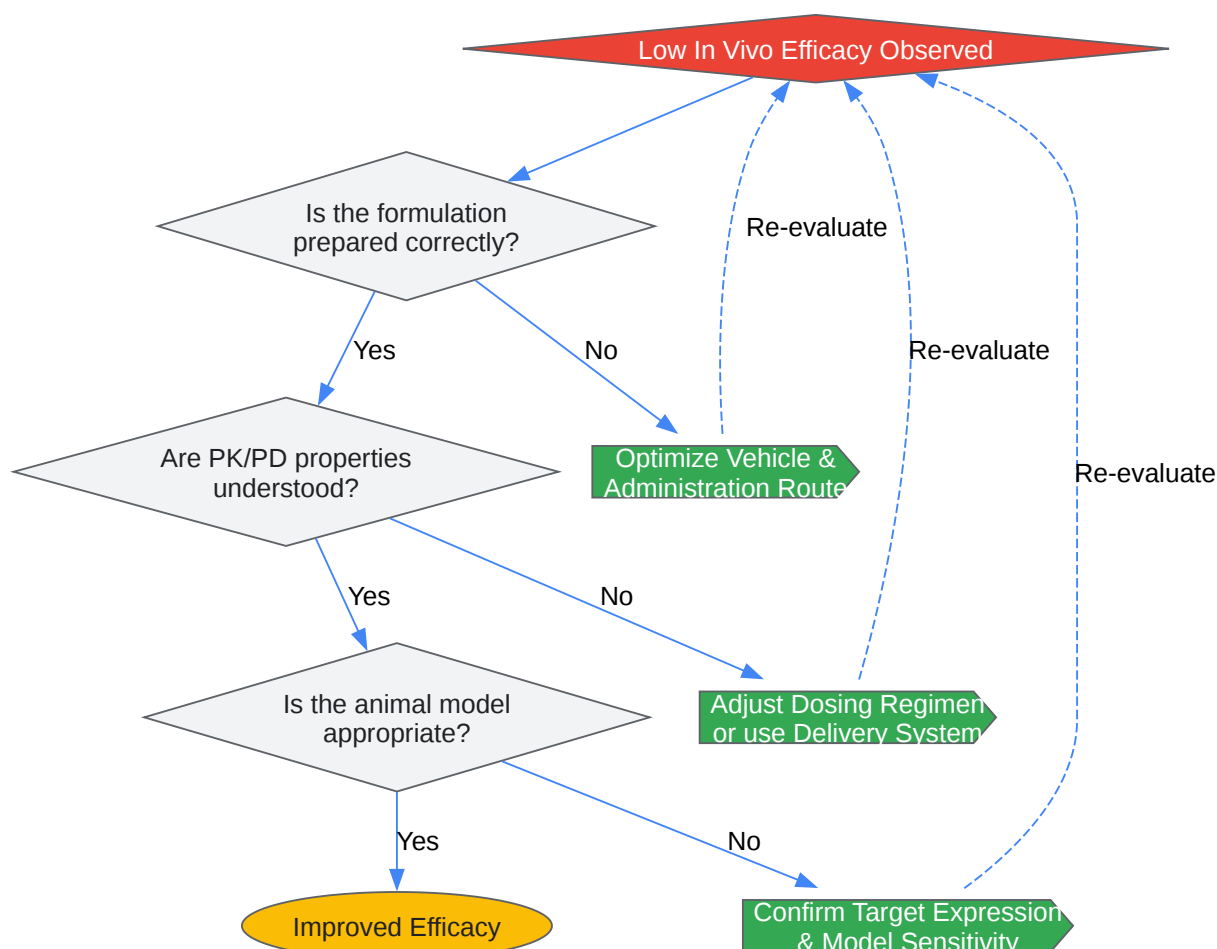 Low In Vivo Efficacy Observed
Is the formulation
prepared correctly?
Re-evaluate
Yes
No
Re-evaluate
Are PK/PD properties
understood?
Optimize Vehicle &
Administration Route
Re-evaluate
Yes
No
Is the animal model
appropriate?
Adjust Dosing Regimen
or use Delivery System
Yes
No
Improved Efficacy
Confirm Target Expression
& Model Sensitivity